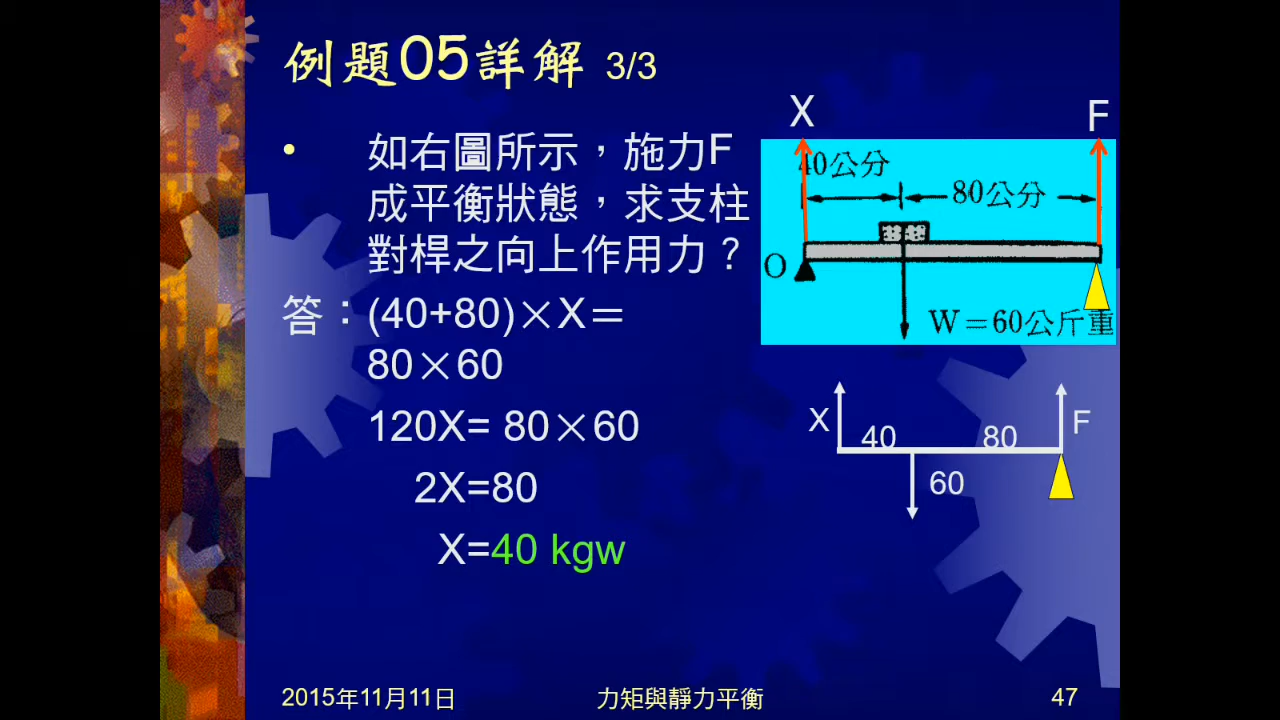 例題05詳解 3/3
• 如右圖所示，施力F
成平衡狀態，求支柱
對桿之向上作用力？
答：(40+80)×X＝
80×60
120X= 80×60
2X=80
X=40 kgw
X
F
40公分
80公分
O
W＝60公斤重
X
40
80
F
60
2015年11月11日
力矩與靜力平衡
47